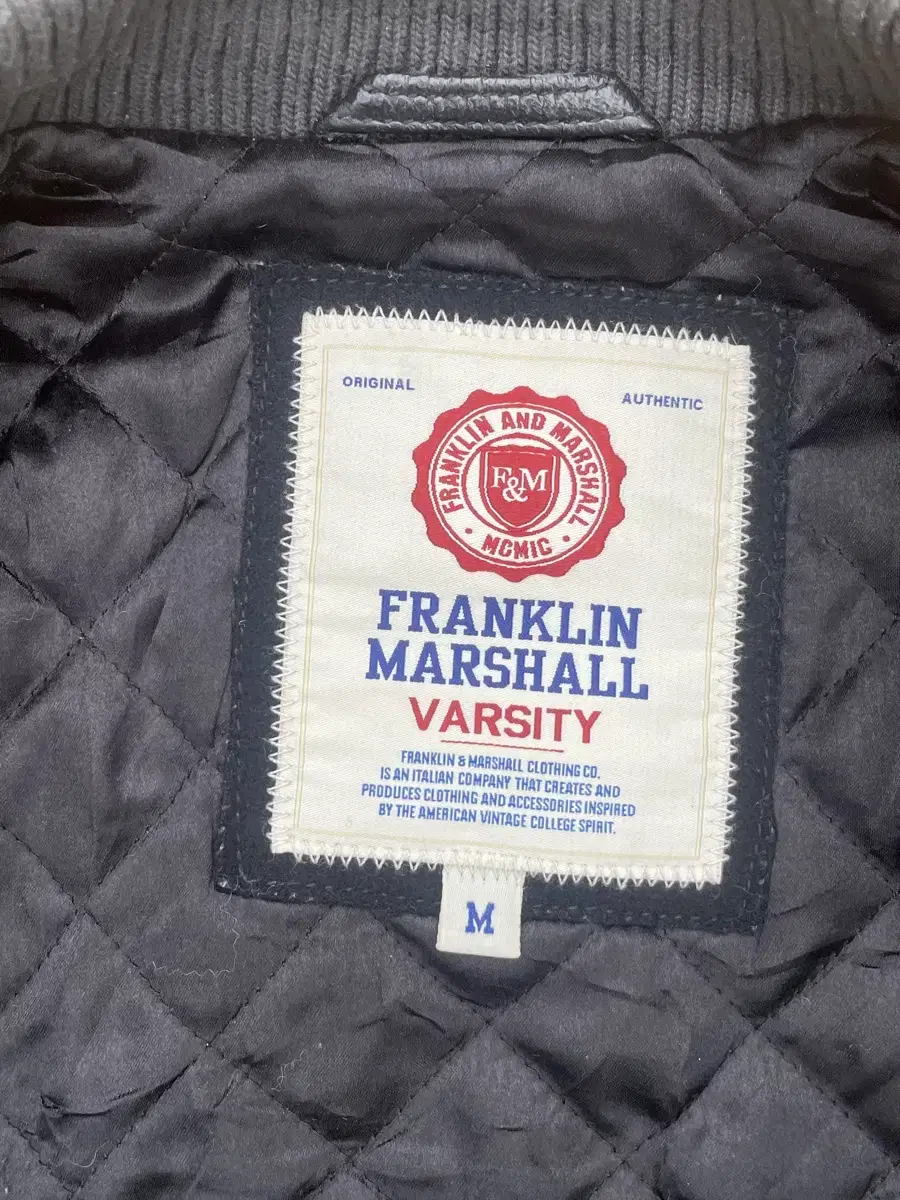 ORIGINAL
AUTHENTIC
FRANKLIN AND MARSHALL
F&M
• MCMIC •
FRANKLIN
MARSHALL
VARSITY
FRANKLIN & MARSHALL CLOTHING CO.
IS AN ITALIAN COMPANY THAT CREATES AND
PRODUCES CLOTHING AND ACCESSORIES INSPIRED
BY THE AMERICAN VINTAGE COLLEGE SPIRIT.
M